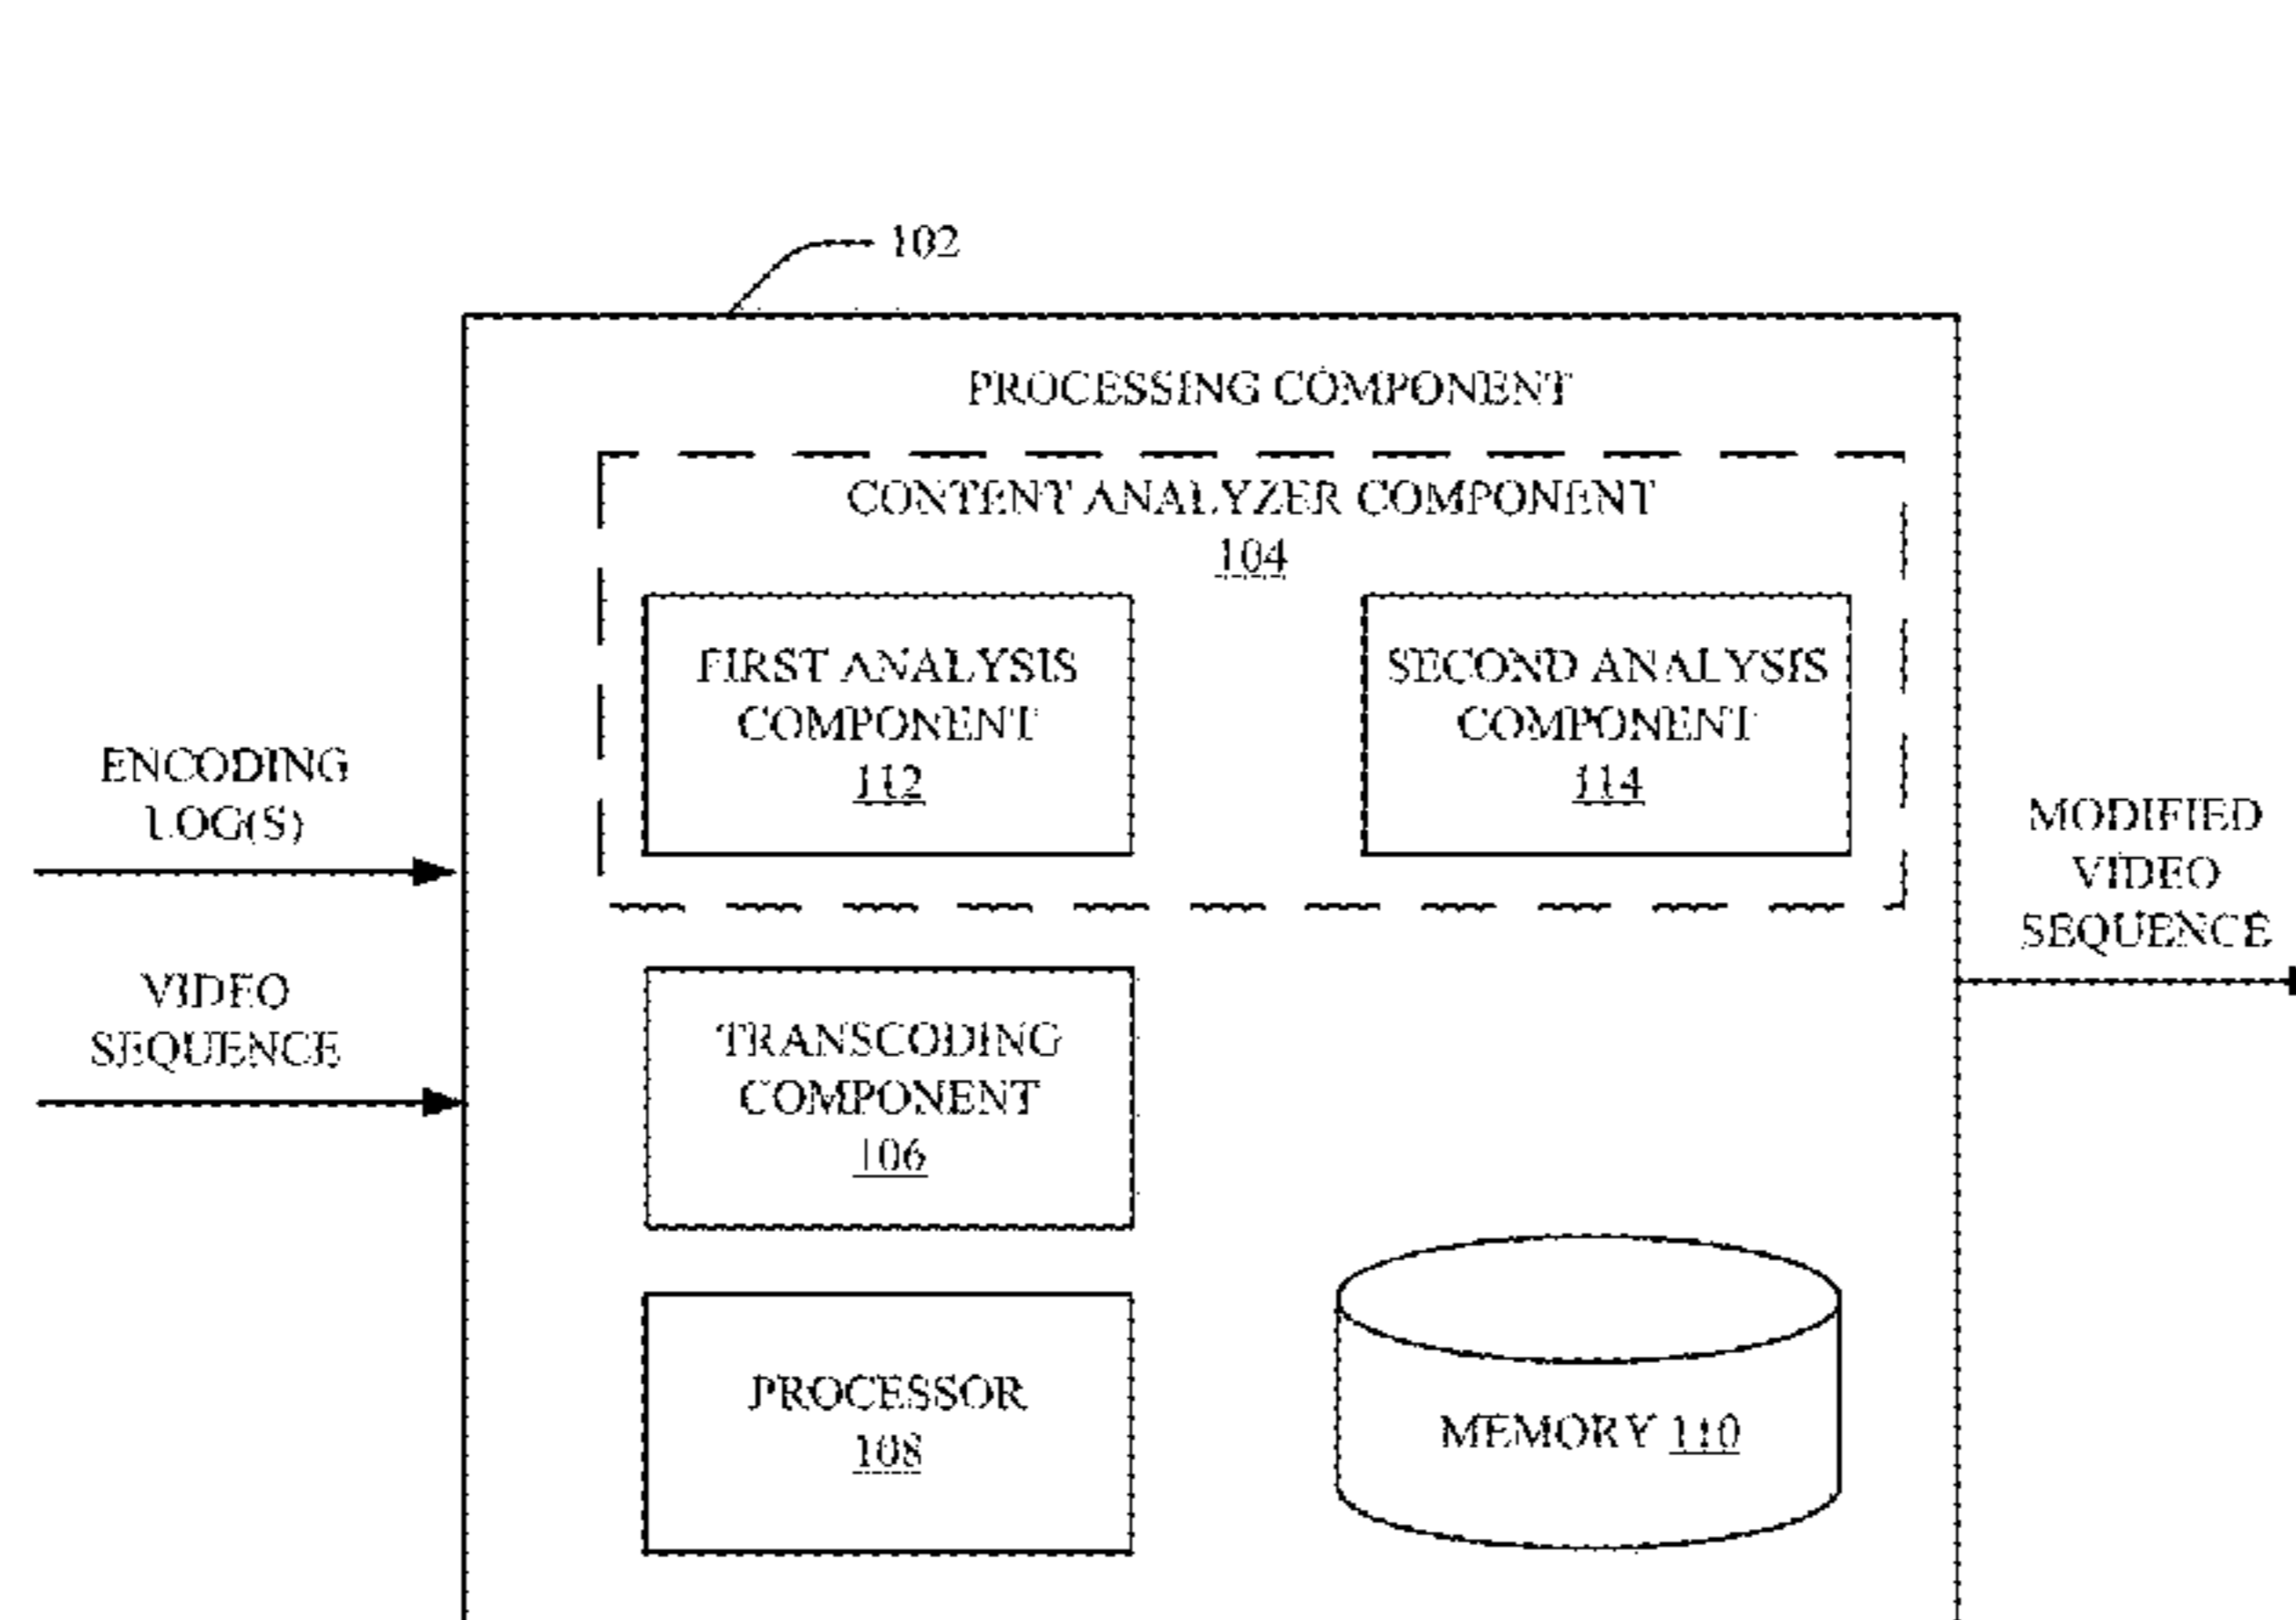 102
PROCESSING COMPONENT
CONTENT ANALYZER COMPONENT
104
FIRST ANALYSIS
COMPONENT
112
SECOND ANALYSIS
COMPONENT
114
ENCODING
LOG(S)
VIDEO
SEQUENCE
MODIFIED
VIDEO
SEQUENCE
TRANSCODING
COMPONENT
106
PROCESSOR
108
MEMORY 110